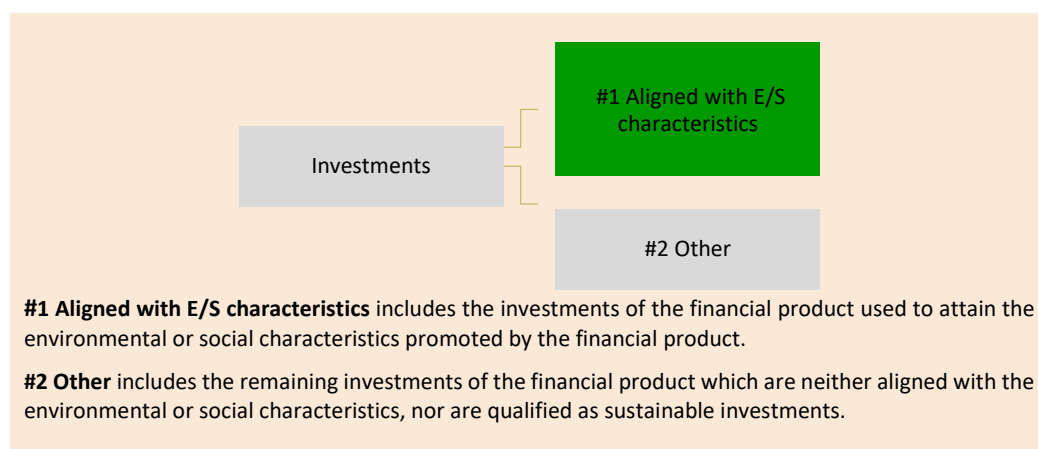 #1 Aligned with E/S
characteristics
Investments
#2 Other
#1 Aligned with E/S characteristics includes the investments of the financial product used to attain the
environmental or social characteristics promoted by the financial product.
#2 Other includes the remaining investments of the financial product which are neither aligned with the
environmental or social characteristics, nor are qualified as sustainable investments.